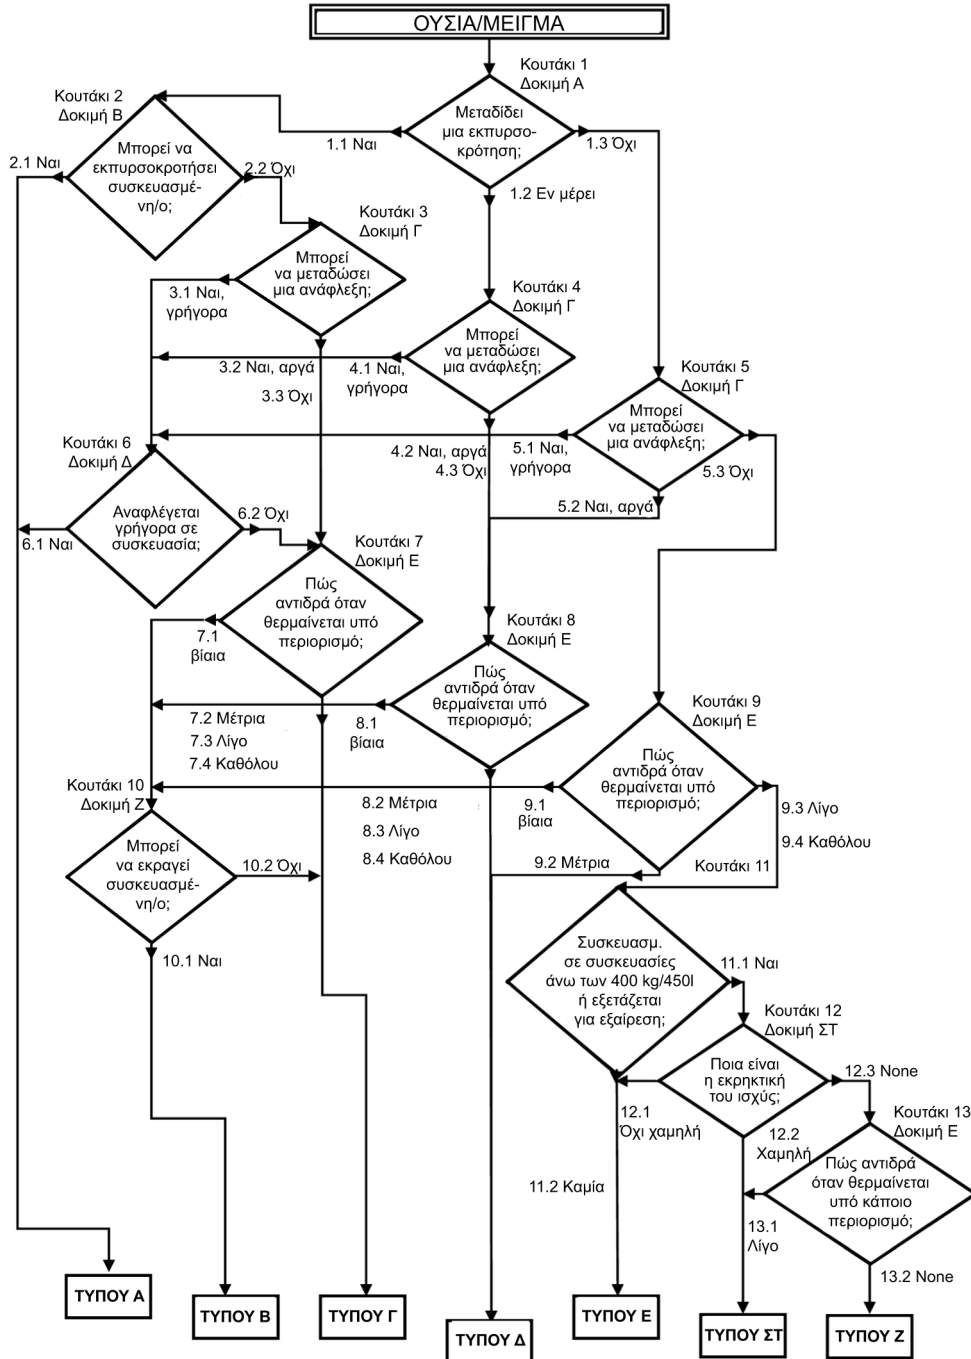 ΟΥΣΙΑ/ΜΕΙΓΜΑ
Κουτάκι 1
Δοκιμή Α
Μεταδίδει
μια εκπυρσο-
κρότηση;
1.1 Ναι
1.3 Όχι
1.2 Εν μέρει
Κουτάκι 2
Δοκιμή Β
Μπορεί να
εκπυρσοκροτήσει
συσκευασμέ-
νη/ο;
2.1 Ναι
2.2 Όχι
Κουτάκι 3
Δοκιμή Γ
Μπορεί
να μεταδώσει
μια ανάφλεξη;
3.1 Ναι,
γρήγορα
3.2 Ναι, αργά
3.3 Όχι
Κουτάκι 4
Δοκιμή Γ
Μπορεί
να μεταδώσει
μια ανάφλεξη;
4.1 Ναι,
γρήγορα
4.2 Ναι, αργά
4.3 Όχι
Κουτάκι 5
Δοκιμή Γ
Μπορεί
να μεταδώσει
μια ανάφλεξη;
5.1 Ναι,
γρήγορα
5.3 Όχι
5.2 Ναι, αργά
Κουτάκι 6
Δοκιμή Δ
Αναφλέγεται
γρήγορα σε
συσκευασία;
6.1 Ναι
6.2 Όχι
Κουτάκι 7
Δοκιμή Ε
Πώς
αντιδρά όταν
θερμαίνεται υπό
περιορισμό;
7.1
βίαια
7.2 Μέτρια
7.3 Λίγο
7.4 Καθόλου
Κουτάκι 8
Δοκιμή Ε
Πώς
αντιδρά όταν
θερμαίνεται υπό
περιορισμό;
8.1
βίαια
8.2 Μέτρια
8.3 Λίγο
8.4 Καθόλου
Κουτάκι 9
Δοκιμή Ε
Πώς
αντιδρά όταν
θερμαίνεται υπό
περιορισμό;
9.1
βίαια
9.2 Μέτρια
9.3 Λίγο
9.4 Καθόλου
Κουτάκι 10
Δοκιμή Ζ
Μπορεί
να εκραγεί
συσκευασμέ-
νη/ο;
10.2 Όχι
10.1 Ναι
Κουτάκι 11
Συσκευασμ.
σε συσκευασίες
άνω των 400 kg/450l
ή εξετάζεται
για εξαίρεση;
11.1 Ναι
11.2 Καμία
Κουτάκι 12
Δοκιμή ΣΤ
Ποια είναι
η εκρηκτική
του ισχύς;
12.1
Όχι χαμηλή
12.2
Χαμηλή
12.3 None
Κουτάκι 13
Δοκιμή Ε
Πώς αντιδρά
όταν θερμαίνεται
υπό κάποιο
περιορισμό;
13.1
Λίγο
13.2 None
ΤΥΠΟΥ Α
ΤΥΠΟΥ Β
ΤΥΠΟΥ Γ
ΤΥΠΟΥ Δ
ΤΥΠΟΥ Ε
ΤΥΠΟΥ ΣΤ
ΤΥΠΟΥ Ζ